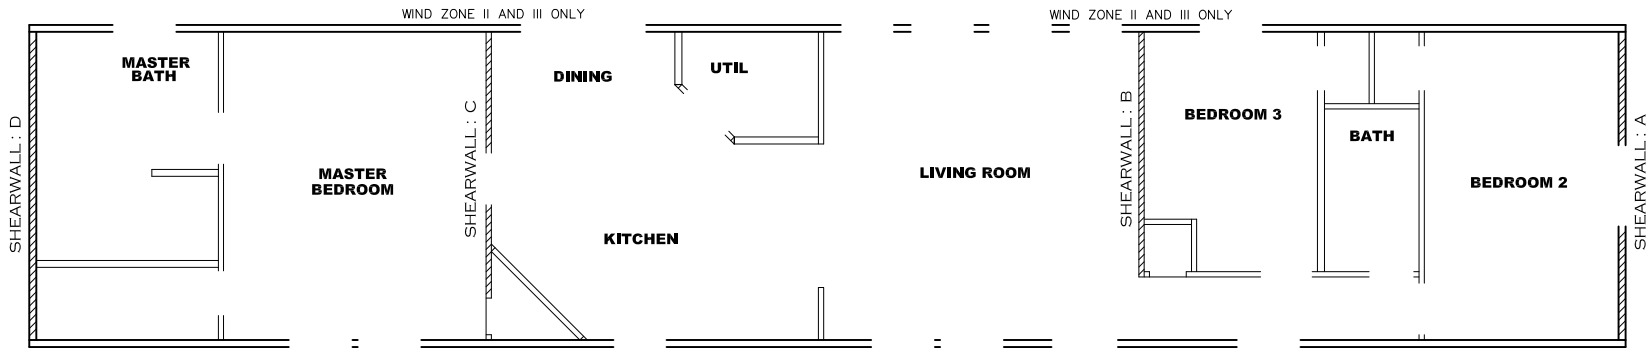 WIND ZONE II AND III ONLY
WIND ZONE II AND III ONLY
MASTER
BATH
DINING
UTIL
BEDROOM 3
BATH
SHEARWALL : D
SHEARWALL : C
SHEARWALL : B
SHEARWALL : A
MASTER
BEDROOM
LIVING ROOM
BEDROOM 2
KITCHEN